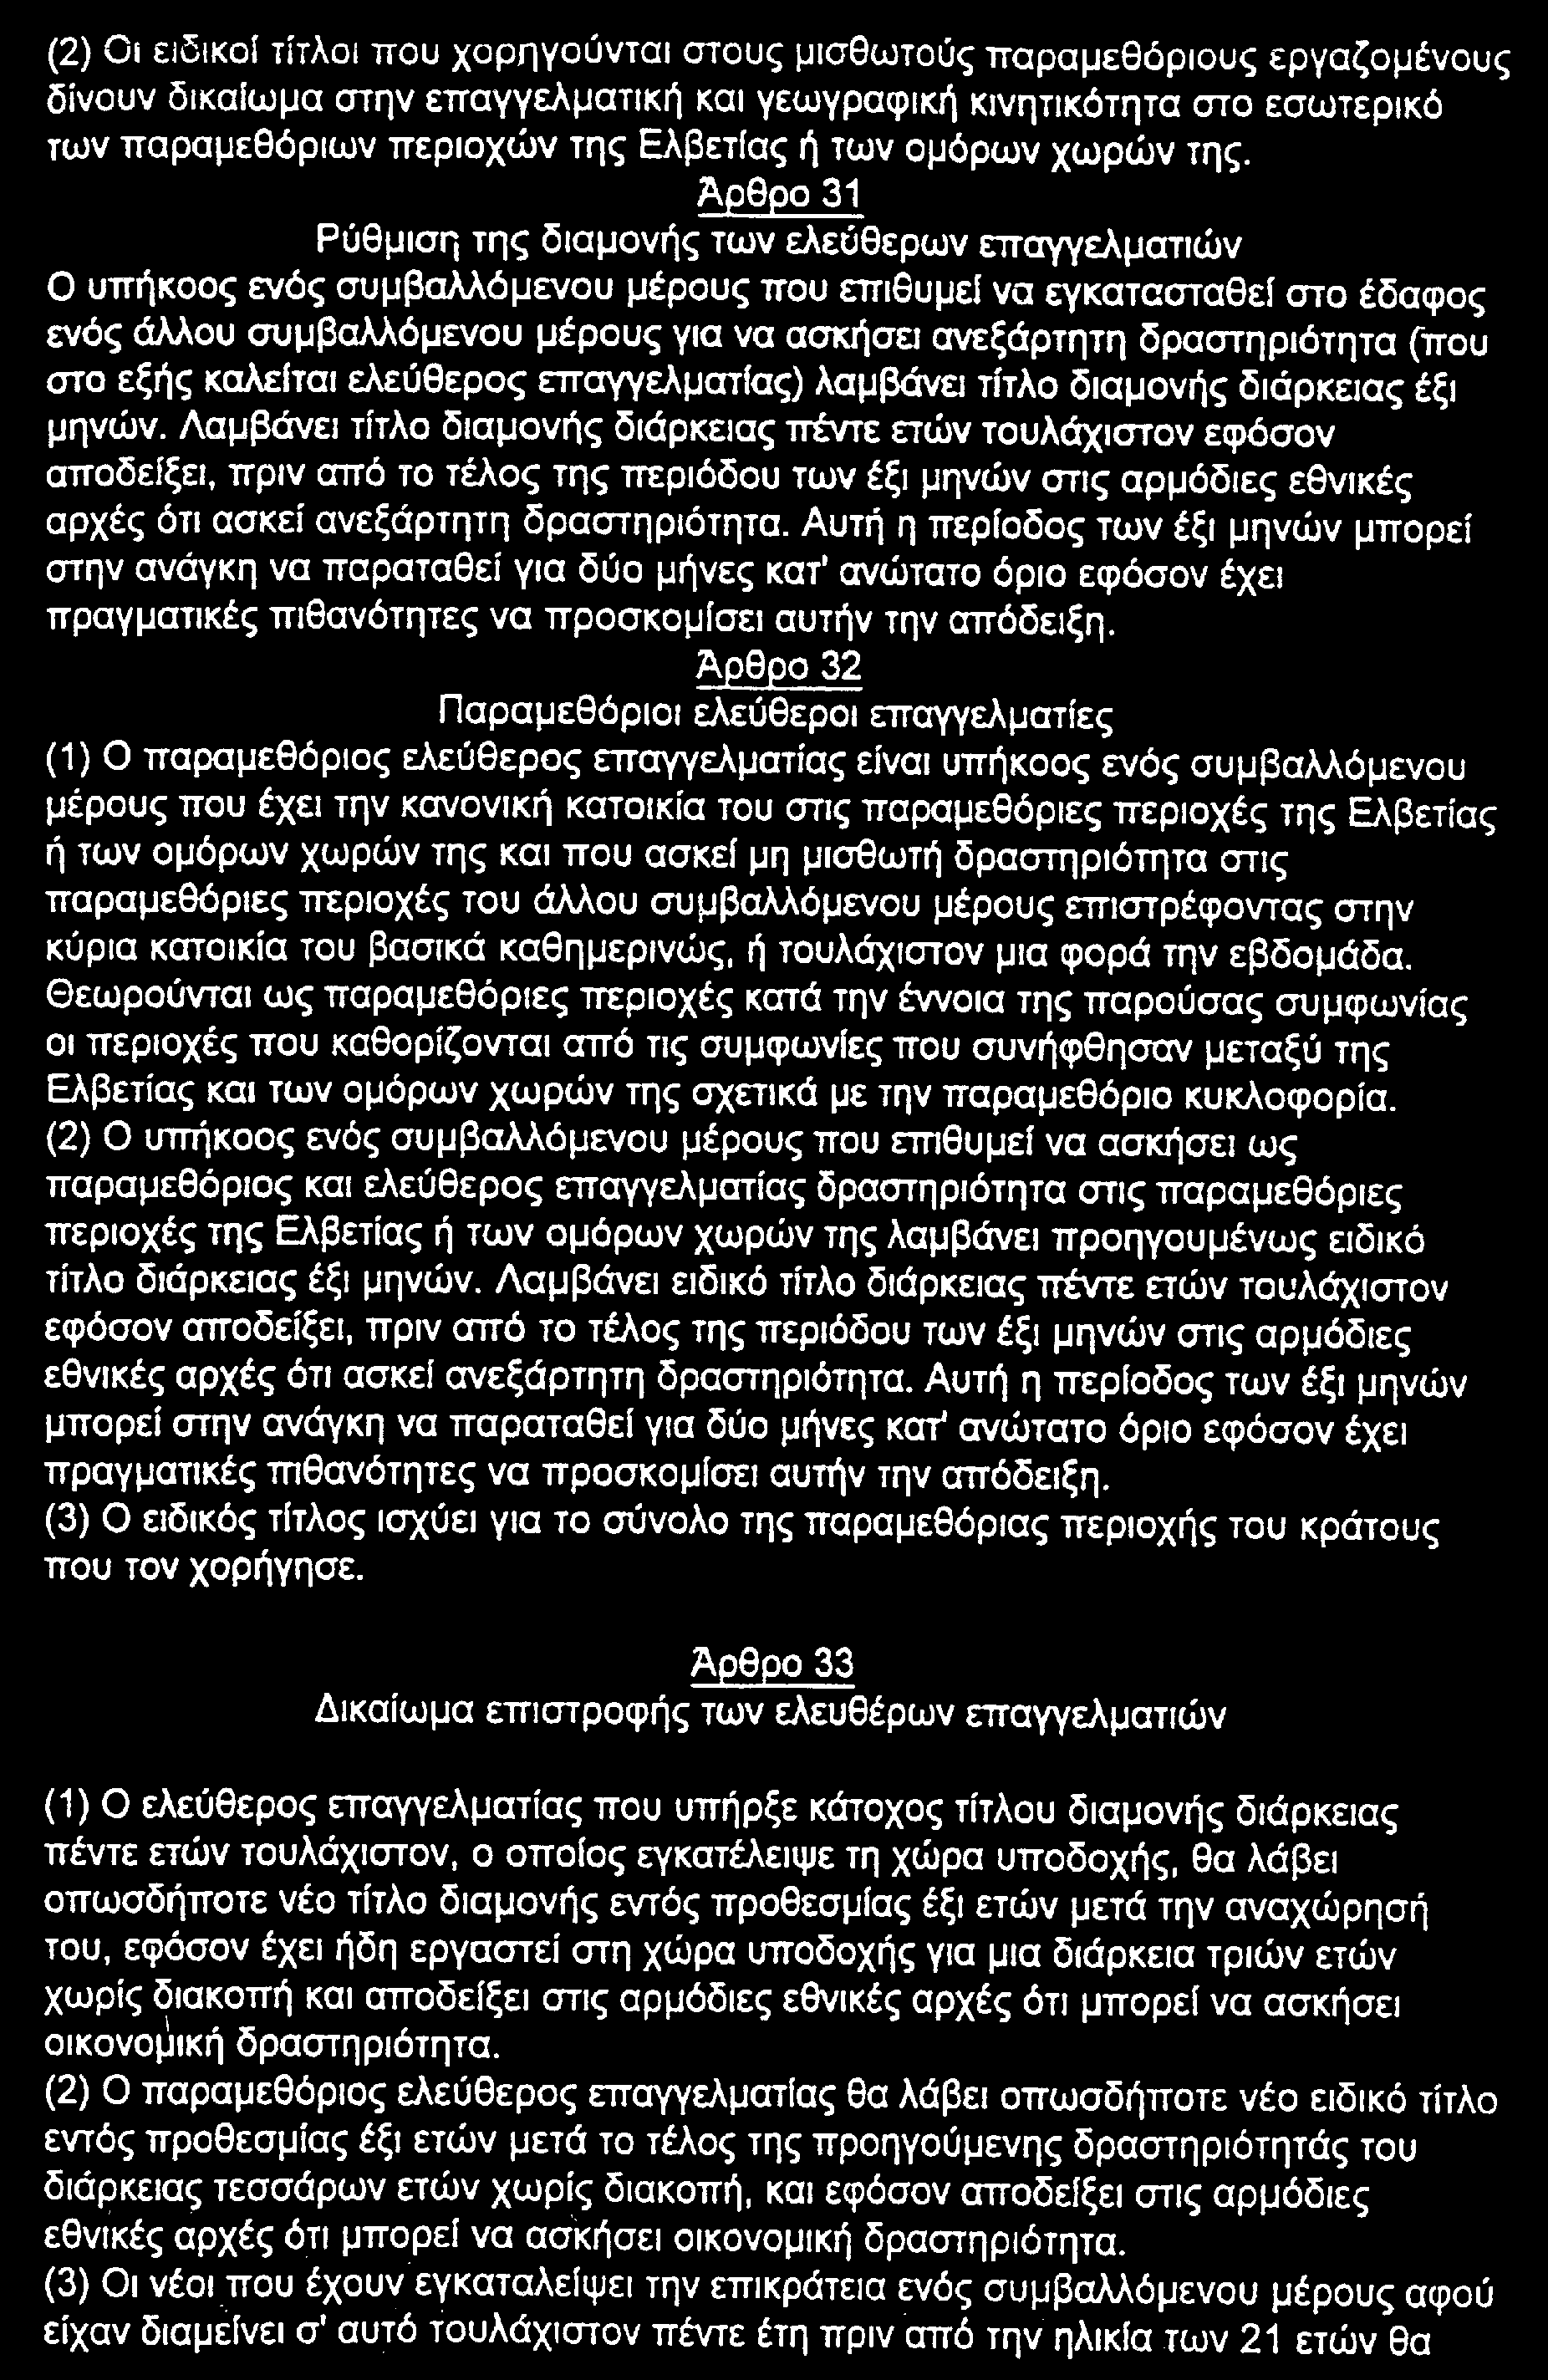 (2) Οι ειδικοί τίτλοι που χορηγούνται στους μισθωτούς παραμεθόριους εργαζομένους
δίνουν δικαίωμα στην επαγγελματική και γεωγραφική κινητικότητα στο εσωτερικό
των παραμεθόριων περιοχών της Ελβετίας ή των ομόρων χωρών της.
Άρθρο 31
Ρύθμιση της διαμονής των ελεύθερων επαγγελματιών
Ο υπήκοος ενός συμβαλλόμενου μέρους που επιθυμεί να εγκατασταθεί στο έδαφος
ενός άλλου συμβαλλόμενου μέρους για να ασκήσει ανεξάρτητη δραστηριότητα (που
στο εξής καλείται ελεύθερος επαγγελματίας) λαμβάνει τίτλο διαμονής διάρκειας έξι
μηνών. Λαμβάνει τίτλο διαμονής διάρκειας πέντε ετών τουλάχιστον εφόσον
αποδείξει, πριν από το τέλος της περιόδου των έξι μηνών στις αρμόδιες εθνικές
αρχές ότι ασκεί ανεξάρτητη δραστηριότητα. Αυτή η περίοδος των έξι μηνών μπορεί
στην ανάγκη να παραταθεί για δύο μήνες κατ' ανώτατο όριο εφόσον έχει
πραγματικές πιθανότητες να προσκομίσει αυτήν την απόδειξη.
Άρθρο 32
Παραμεθόριοι ελεύθεροι επαγγελματίες
(1) Ο παραμεθόριος ελεύθερος επαγγελματίας είναι υπήκοος ενός συμβαλλόμενου
μέρους που έχει την κανονική κατοικία του στις παραμεθόριες περιοχές της Ελβετίας
ή των ομόρων χωρών της και που ασκεί μη μισθωτή δραστηριότητα στις
παραμεθόριες περιοχές του άλλου συμβαλλόμενου μέρους επιστρέφοντας στην
κύρια κατοικία του βασικά καθημερινώς, ή τουλάχιστον μια φορά την εβδομάδα.
Θεωρούνται ως παραμεθόριες περιοχές κατά την έννοια της παρούσας συμφωνίας
οι περιοχές που καθορίζονται από τις συμφωνίες που συνήφθησαν μεταξύ της
Ελβετίας και των ομόρων χωρών της σχετικά με την παραμεθόριο κυκλοφορία.
(2) Ο υπήκοος ενός συμβαλλόμενου μέρους που επιθυμεί να ασκήσει ως
παραμεθόριος και ελεύθερος επαγγελματίας δραστηριότητα στις παραμεθόριες
περιοχές της Ελβετίας ή των ομόρων χωρών της λαμβάνει προηγουμένως ειδικό
τίτλο διάρκειας έξι μηνών. Λαμβάνει ειδικό τίτλο διάρκειας πέντε ετών τουλάχιστον
εφόσον αποδείξει, πριν από το τέλος της περιόδου των έξι μηνών στις αρμόδιες
εθνικές αρχές ότι ασκεί ανεξάρτητη δραστηριότητα. Αυτή η περίοδος των έξι μηνών
μπορεί στην ανάγκη να παραταθεί για δύο μήνες κατ' ανώτατο όριο εφόσον έχει
πραγματικές πιθανότητες να προσκομίσει αυτήν την απόδειξη.
(3) Ο ειδικός τίτλος ισχύει για το σύνολο της παραμεθόριας περιοχής του κράτους
που τον χορήγησε.
Άρθρο 33
Δικαίωμα επιστροφής των ελευθέρων επαγγελματιών
(1) Ο ελεύθερος επαγγελματίας που υπήρξε κάτοχος τίτλου διαμονής διάρκειας
πέντε ετών τουλάχιστον, ο οποίος εγκατέλειψε τη χώρα υποδοχής, θα λάβει
οπωσδήποτε νέο τίτλο διαμονής εντός προθεσμίας έξι ετών μετά την αναχώρησή
του, εφόσον έχει ήδη εργαστεί στη χώρα υποδοχής για μια διάρκεια τριών ετών
χωρίς διακοπή και αποδείξει στις αρμόδιες εθνικές αρχές ότι μπορεί να ασκήσει
οικονομική δραστηριότητα.
(2) Ο παραμεθόριος ελεύθερος επαγγελματίας θα λάβει οπωσδήποτε νέο ειδικό τίτλο
εντός προθεσμίας έξι ετών μετά το τέλος της προηγούμενης δραστηριότητάς του
διάρκειας τεσσάρων ετών χωρίς διακοπή, και εφόσον αποδείξει στις αρμόδιες
εθνικές αρχές ότι μπορεί να ασκήσει οικονομική δραστηριότητα.
(3) Οι νέοι που έχουν εγκαταλείψει την επικράτεια ενός συμβαλλόμενου μέρους αφού
είχαν διαμείνει σ' αυτό τουλάχιστον πέντε έτη πριν από την ηλικία των 21 ετών θα